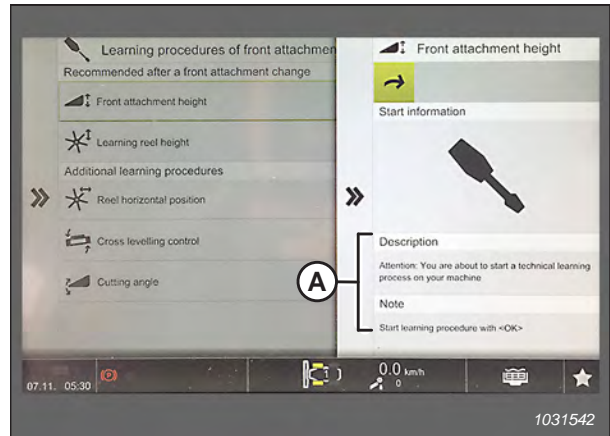 Learning procedures of front attachmen
Recommended after a front attachment change
Front attachment height
Learning reel height
Additional learning procedures
Reel horizontal position
Cross levelling control
Cutting angle
Front attachment height
Start information
Description
Attention: You are about to start a technical learning
process on your machine
Note
Start learning procedure with <OK>
A
07.11. 05:30
(P)
1
0.0 km/h
0
1031542